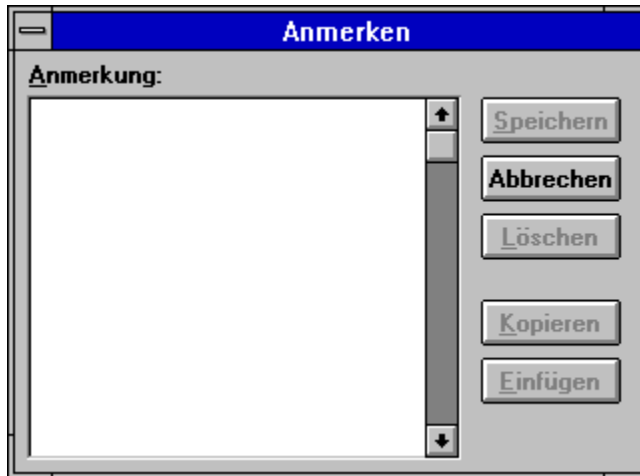 Anmerken
Anmerkung:
Speichern
Abbrechen
Löschen
Kopieren
Einfügen